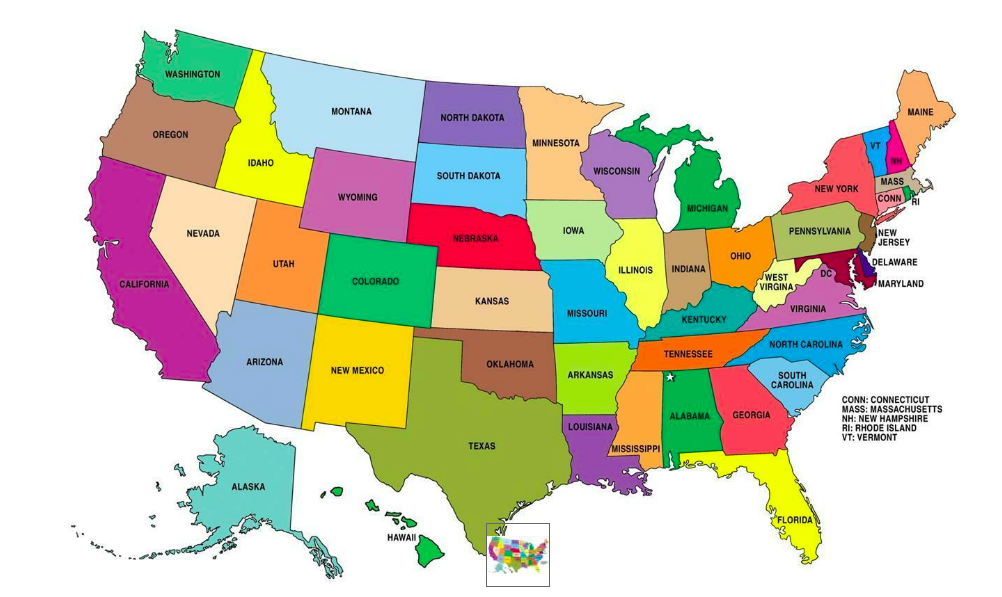 WASHINGTON
MONTANA
NORTH DAKOTA
MINNESOTA
MAINE
OREGON
IDAHO
SOUTH DAKOTA
WISCONSIN
VT
NH
WYOMING
MICHIGAN
NEW YORK
MASS
CONN
RI
NEVADA
NEBRASKA
IOWA
PENNSYLVANIA
NEW
JERSEY
UTAH
COLORADO
ILLINOIS
INDIANA
OHIO
DELAWARE
DC
MARYLAND
CALIFORNIA
KANSAS
MISSOURI
WEST
VIRGINA
VIRGINIA
KENTUCKY
ARIZONA
NEW MEXICO
OKLAHOMA
ARKANSAS
TENNESSEE
NORTH CAROLINA
SOUTH
CAROLINA
TEXAS
LOUISIANA
MISSISSIPPI
ALABAMA
GEORGIA
CONN: CONNECTICUT
MASS: MASSACHUSETTS
NH: NEW HAMPSHIRE
RI: RHODE ISLAND
VT: VERMONT
ALASKA
HAWAII
FLORIDA